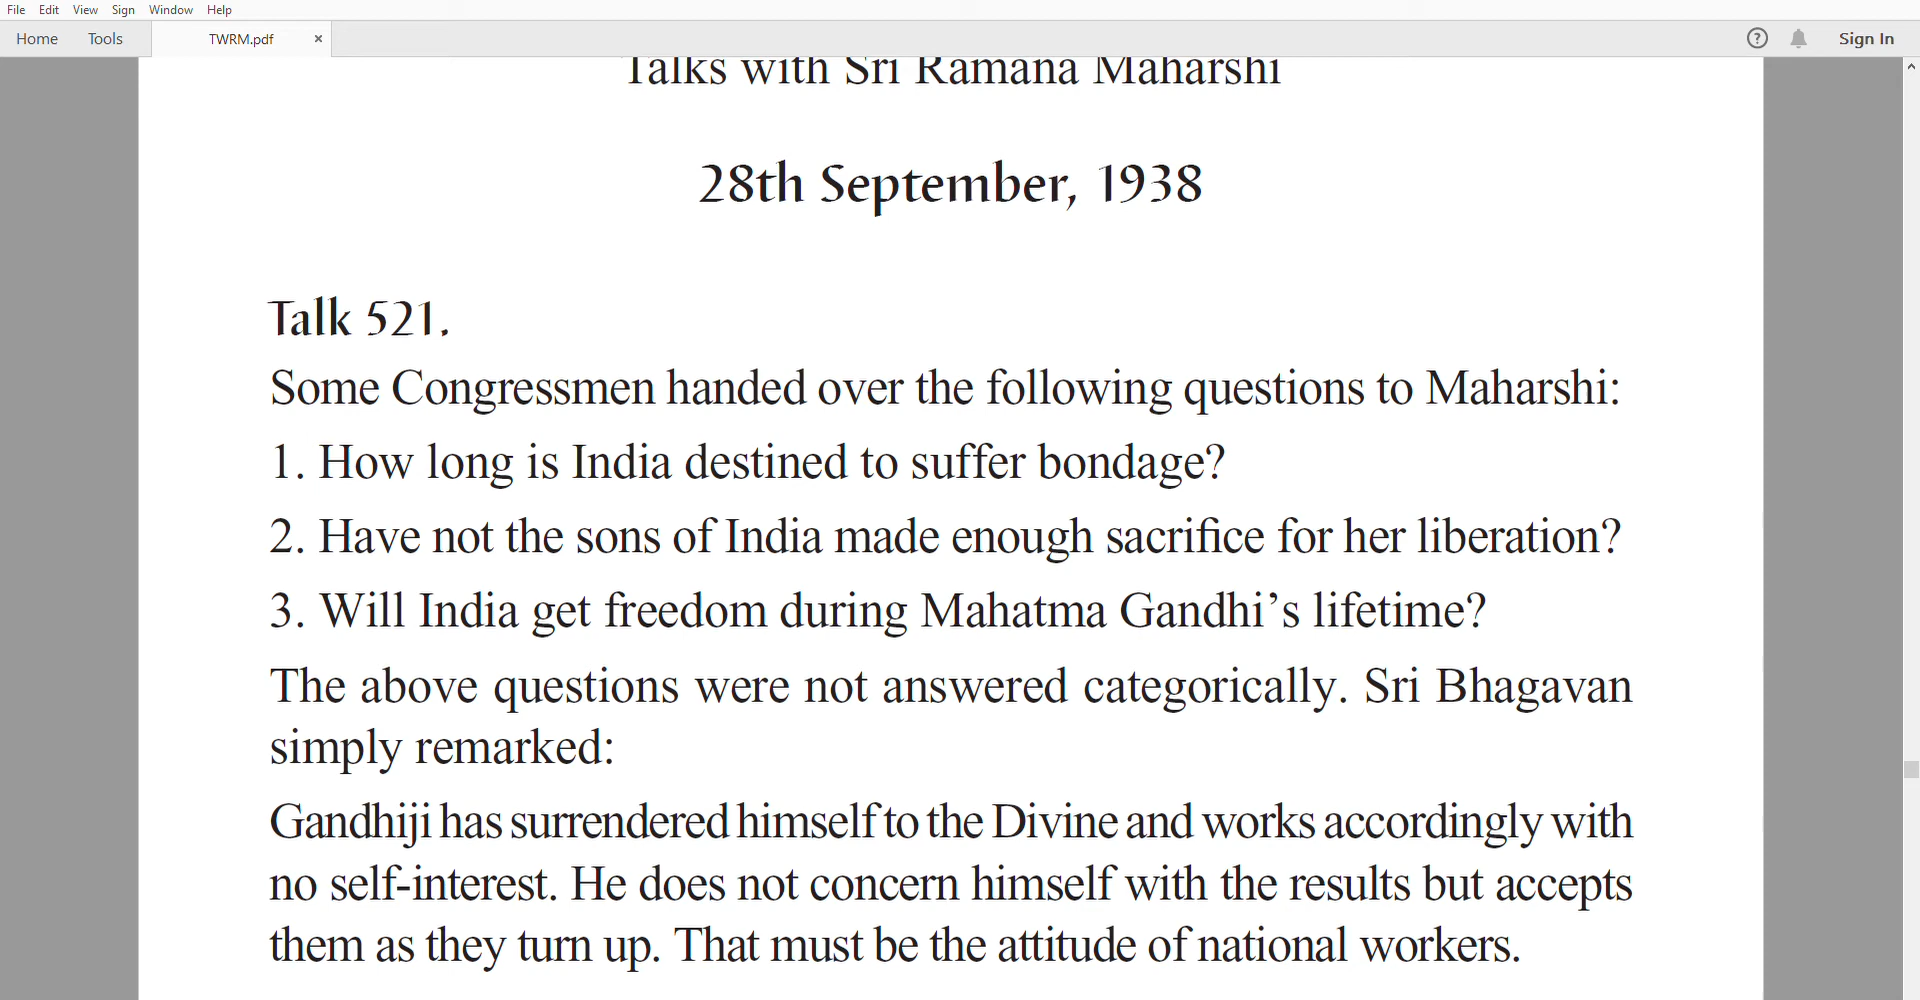 File Edit View Sign Window Help
Home Tools TWRM.pdf × ? Sign In
Talks with Sri Ramana Maharshi
28th September, 1938
Talk 521.
Some Congressmen handed over the following questions to Maharshi:
1. How long is India destined to suffer bondage?
2. Have not the sons of India made enough sacrifice for her liberation?
3. Will India get freedom during Mahatma Gandhi’s lifetime?
The above questions were not answered categorically. Sri Bhagavan
simply remarked:
Gandhiji has surrendered himself to the Divine and works accordingly with
no self-interest. He does not concern himself with the results but accepts
them as they turn up. That must be the attitude of national workers.